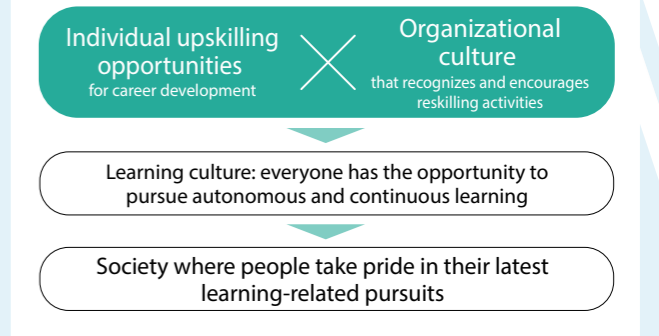 Individual upskilling
opportunities
for career development
Organizational
culture
that recognizes and encourages
reskilling activities
Learning culture: everyone has the opportunity to
pursue autonomous and continuous learning
Society where people take pride in their latest
learning-related pursuits